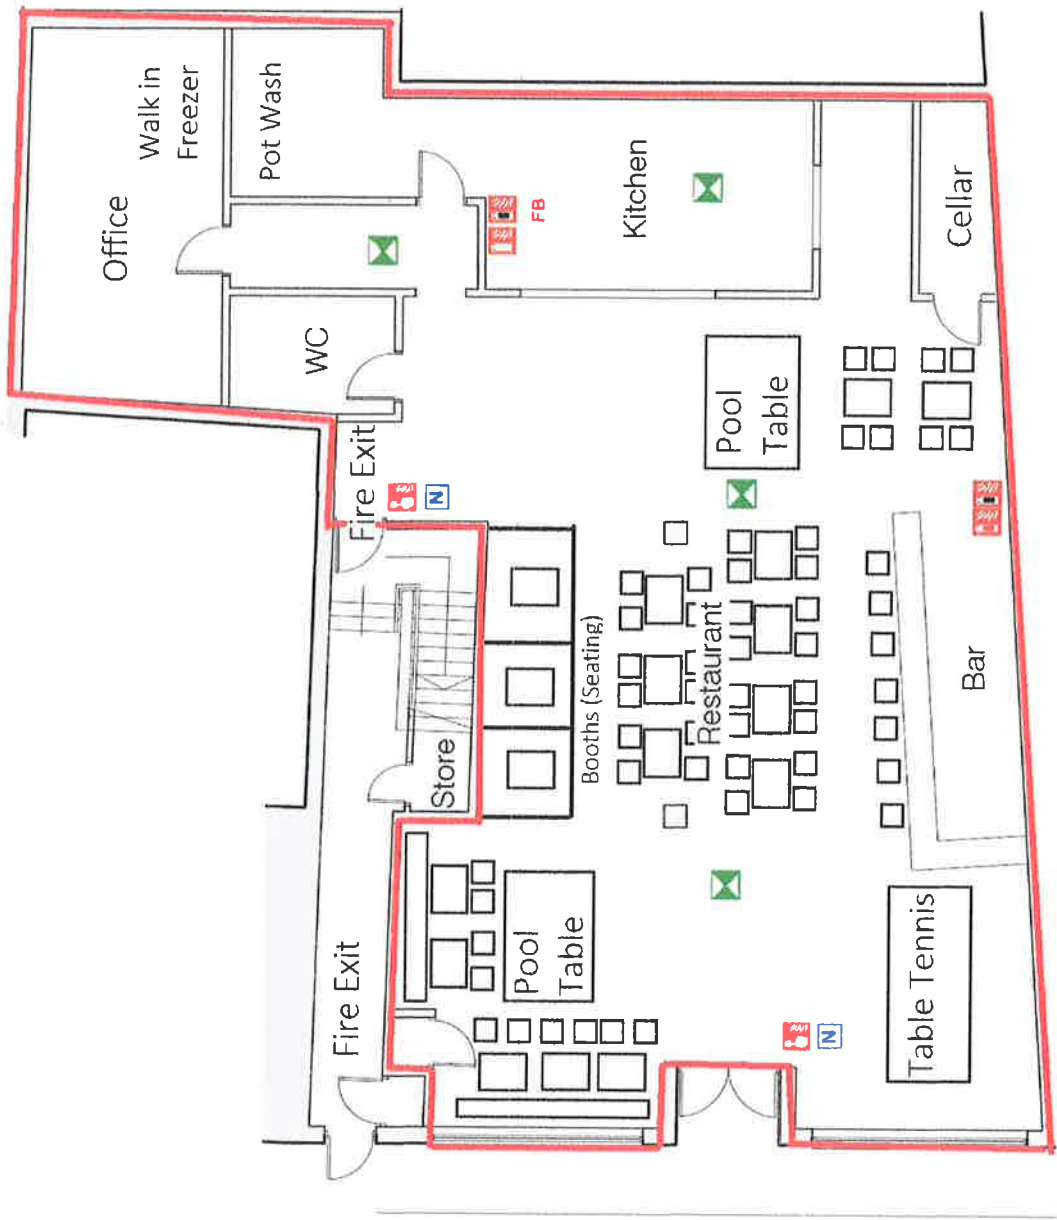 Office
Walk in
Freezer
Pot Wash
WC
FB
Kitchen
Cellar
Fire Exit
N
Pool
Table
Store
Booths (Seating)
Restaurant
Bar
Fire Exit
Pool
Table
N
Table Tennis